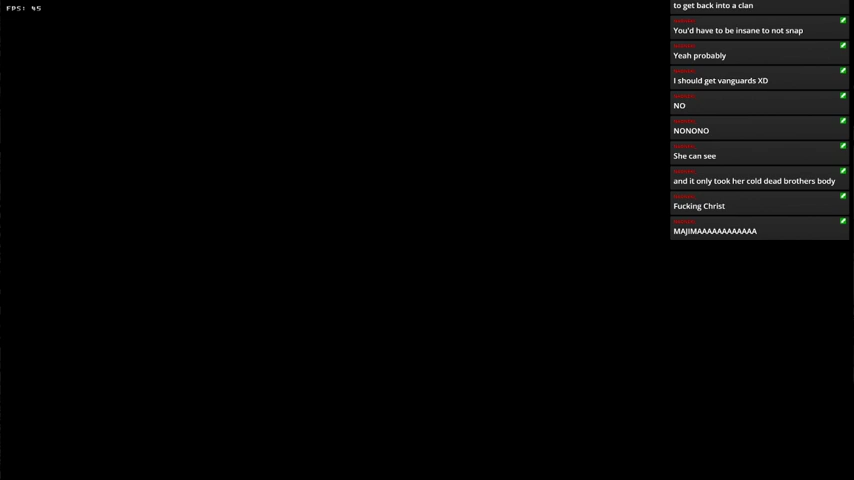 FPS: 45
to get back into a clan
You'd have to be insane to not snap
Yeah probably
I should get vanguards XD
NO
NONONO
She can see
and it only took her cold dead brothers body
Fucking Christ
MAJIMAAAAAAAAAAAA